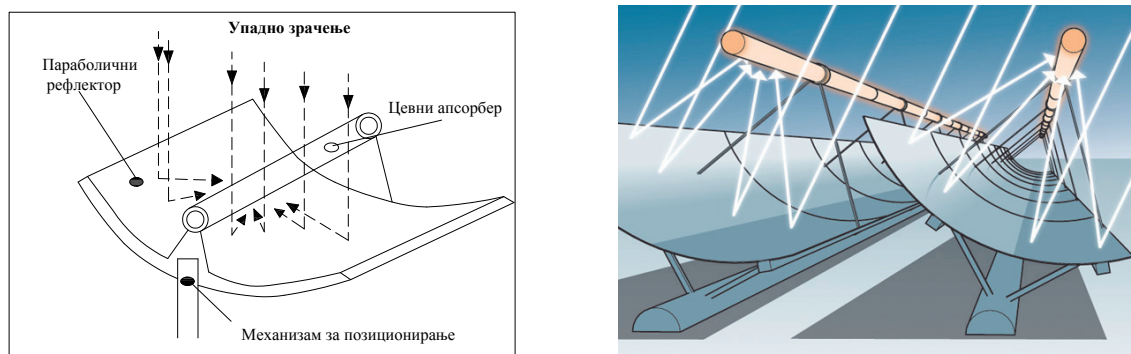 Упадно зрачење
Параболични
рефлектор
Цевни апсорбер
Механизам за позиционирање